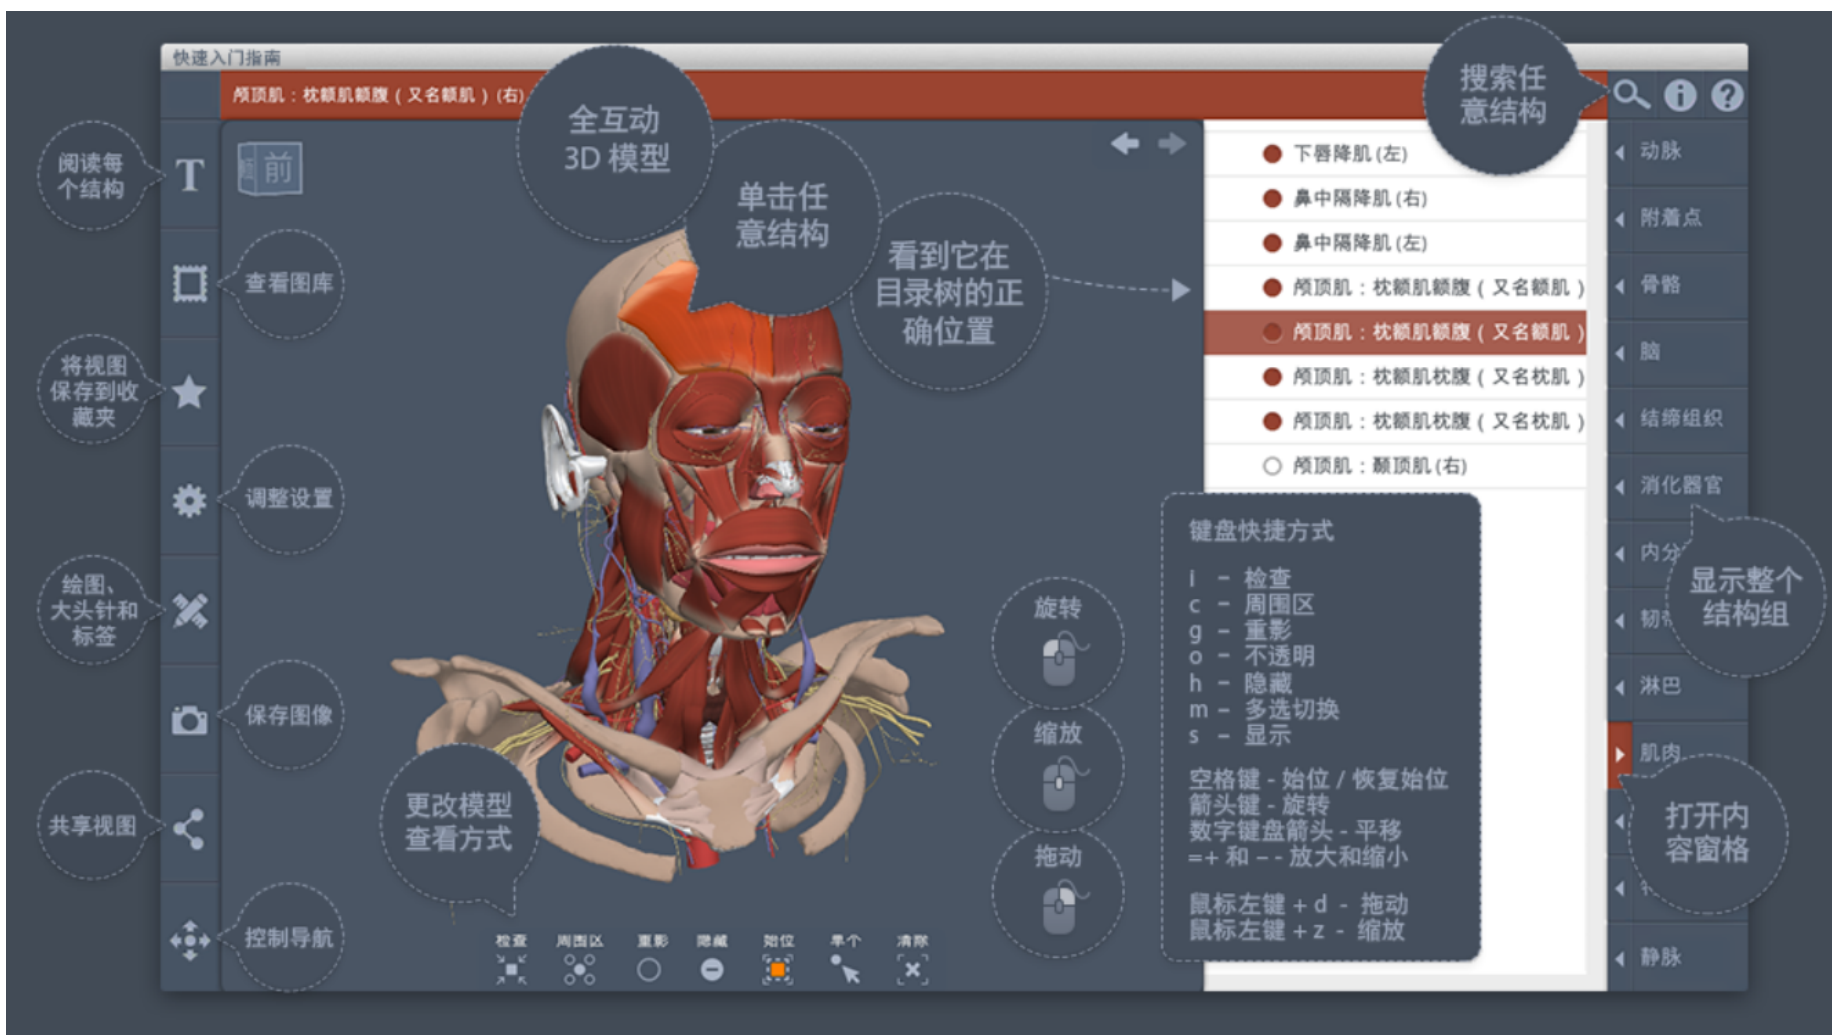 快速入门指南
颅顶肌：枕额肌额腹（又名额肌）(右)
全互动
3D 模型
单击任
意结构
看到它在
目录树的正
确位置
搜索任
意结构
阅读每
个结构
T
前
查看图库
将视图
保存到收
藏夹
调整设置
绘图、
大头针和
标签
保存图像
共享视图
控制导航
更改模型
查看方式
检查
周围区
重影
隐藏
始位
单个
清除
旋转
缩放
拖动
下唇降肌 (左)
鼻中隔降肌 (右)
鼻中隔降肌 (左)
颅顶肌：枕额肌额腹（又名额肌）
颅顶肌：枕额肌额腹（又名额肌）
颅顶肌：枕额肌枕腹（又名枕肌）
颅顶肌：枕额肌枕腹（又名枕肌）
颅顶肌：颞顶肌 (右)
键盘快捷方式
i - 检查
c - 周围区
g - 重影
o - 不透明
h - 隐藏
m - 多选切换
s - 显示
空格键 - 始位 / 恢复始位
箭头键 - 旋转
数字键盘箭头 - 平移
=+ 和 – - 放大和缩小
鼠标左键 + d - 拖动
鼠标左键 + z - 缩放
动脉
附着点
骨骼
脑
结缔组织
消化器官
内分
韧带
淋巴
肌肉
静脉
显示整个
结构组
打开内
容窗格